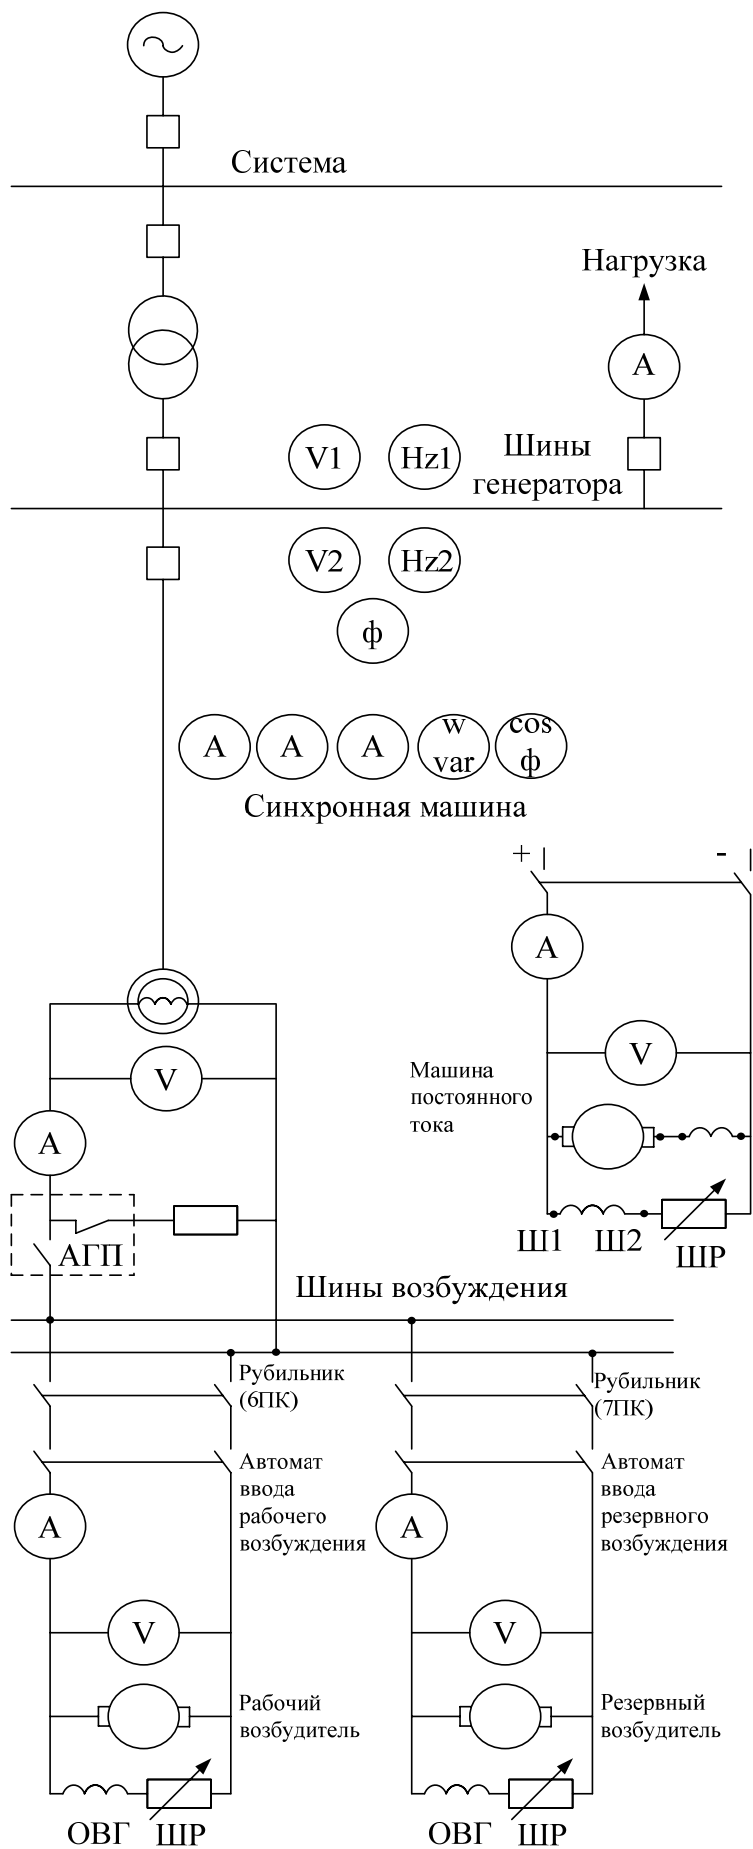 Система
Нагрузка
A
V1
Hz1
Шины
генератора
V2
Hz2
ф
A
A
A
w
var
cos
ф
Синхронная машина
+
-
A
V
Машина
постоянного
тока
V
A
АГП
Ш1
Ш2
ШР
Шины возбуждения
Рубильник
(6ПК)
Рубильник
(7ПК)
Автомат
ввода
рабочего
возбуждения
Автомат
ввода
резервного
возбуждения
A
A
V
V
Рабочий
возбудитель
Резервный
возбудитель
ОВГ
ШР
ОВГ
ШР